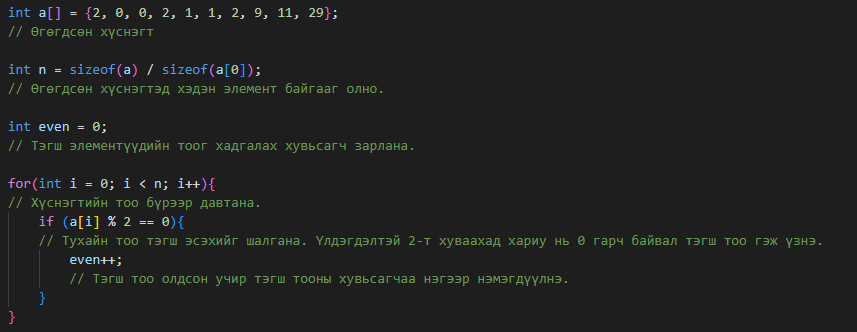 int a[] = {2, 0, 0, 2, 1, 1, 2, 9, 11, 29};
// Өгөгдсөн хүснэгт
int n = sizeof(a) / sizeof(a[0]);
// Өгөгдсөн хүснэгтэд хэдэн элемент байгааг олно.
int even = 0;
// Тэгш элементүүдийн тоог хадгалах хувьсагч зарлана.
for(int i = 0; i < n; i++){
// Хүснэгтийн тоо бүрээр давтана.
if (a[i] % 2 == 0){
// Тухайн тоо тэгш эсэхийг шалгана. Үлдэгдэлтэй 2-т хуваахад хариу нь 0 гарч байвал тэгш тоо гэж үзнэ.
even++;
// Тэгш тоо олдсон учир тэгш тооны хувьсагчаа нэгээр нэмэгдүүлнэ.
}
}